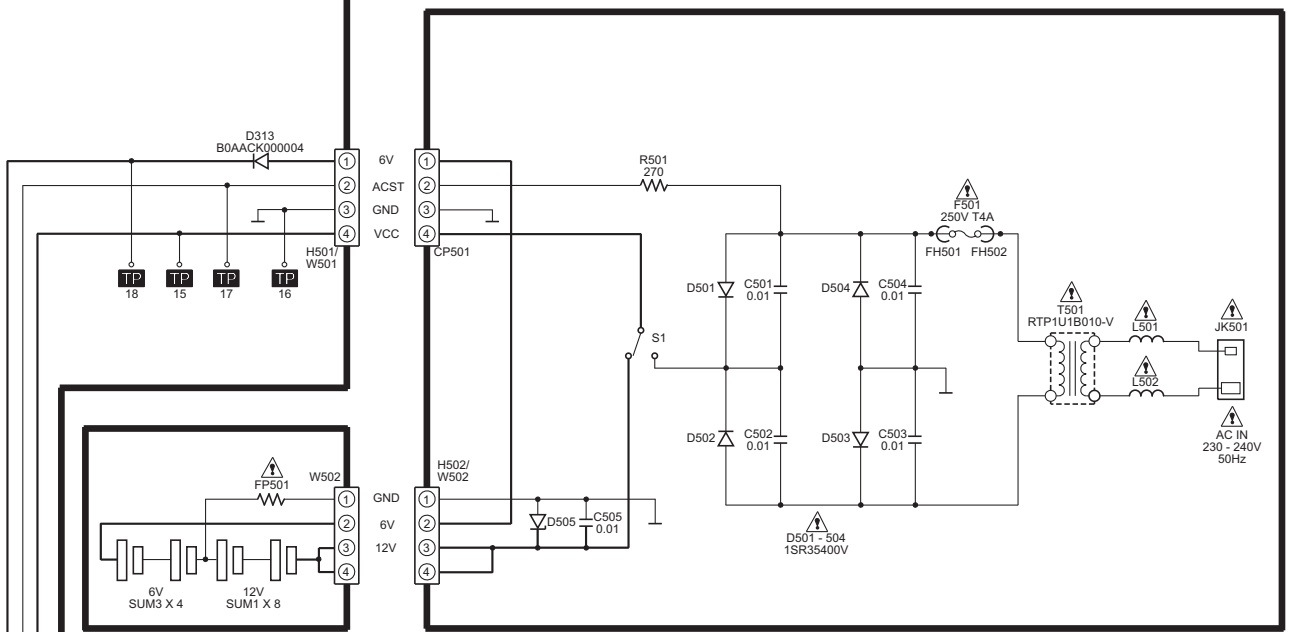 D313
B0AACK000004
1
6V
1
2
ACST
2
3
GND
3
4
VCC
4
H501/
W501
CP501
TP
18
TP
15
TP
17
TP
16
R501
270
F501
250V T4A
FH501
FH502
D501
C501
0.01
D504
C504
0.01
T501
RTP1U1B010-V
L501
JK501
S1
L502
D502
C502
0.01
D503
C503
0.01
AC IN
230 - 240V
50Hz
FP501
W502
H502/
W502
1
GND
1
2
6V
2
3
12V
3
4
4
D505
C505
0.01
D501 - 504
1SR35400V
6V
SUM3 X 4
12V
SUM1 X 8